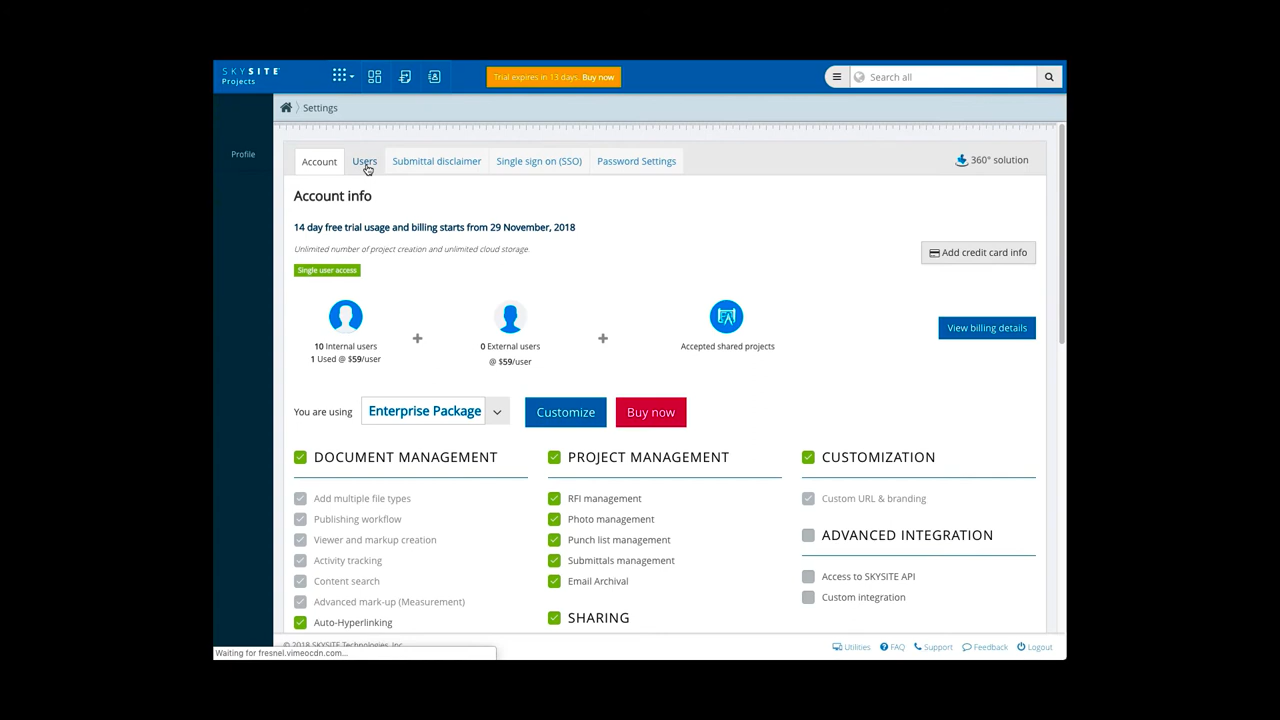 SKYSITE
Projects
Trial expires in 13 days. Buy now
Search all
Settings
Profile
Account
Users
Submittal disclaimer
Single sign on (SSO)
Password Settings
360° solution
Account info
14 day free trial usage and billing starts from 29 November, 2018
Unlimited number of project creation and unlimited cloud storage.
Add credit card info
Single user access
10 Internal users
1 Used @ $59/user
0 External users
@ $59/user
Accepted shared projects
View billing details
You are using
Enterprise Package
Customize
Buy now
DOCUMENT MANAGEMENT
Add multiple file types
Publishing workflow
Viewer and markup creation
Activity tracking
Content search
Advanced mark-up (Measurement)
Auto-Hyperlinking
PROJECT MANAGEMENT
RFI management
Photo management
Punch list management
Submittals management
Email Archival
SHARING
CUSTOMIZATION
Custom URL & branding
ADVANCED INTEGRATION
Access to SKYSITE API
Custom integration
© 2018 SKYSITE Technologies, Inc.
Utilities
FAQ
Support
Feedback
Logout
Waiting for fresnel.vimeocdn.com...